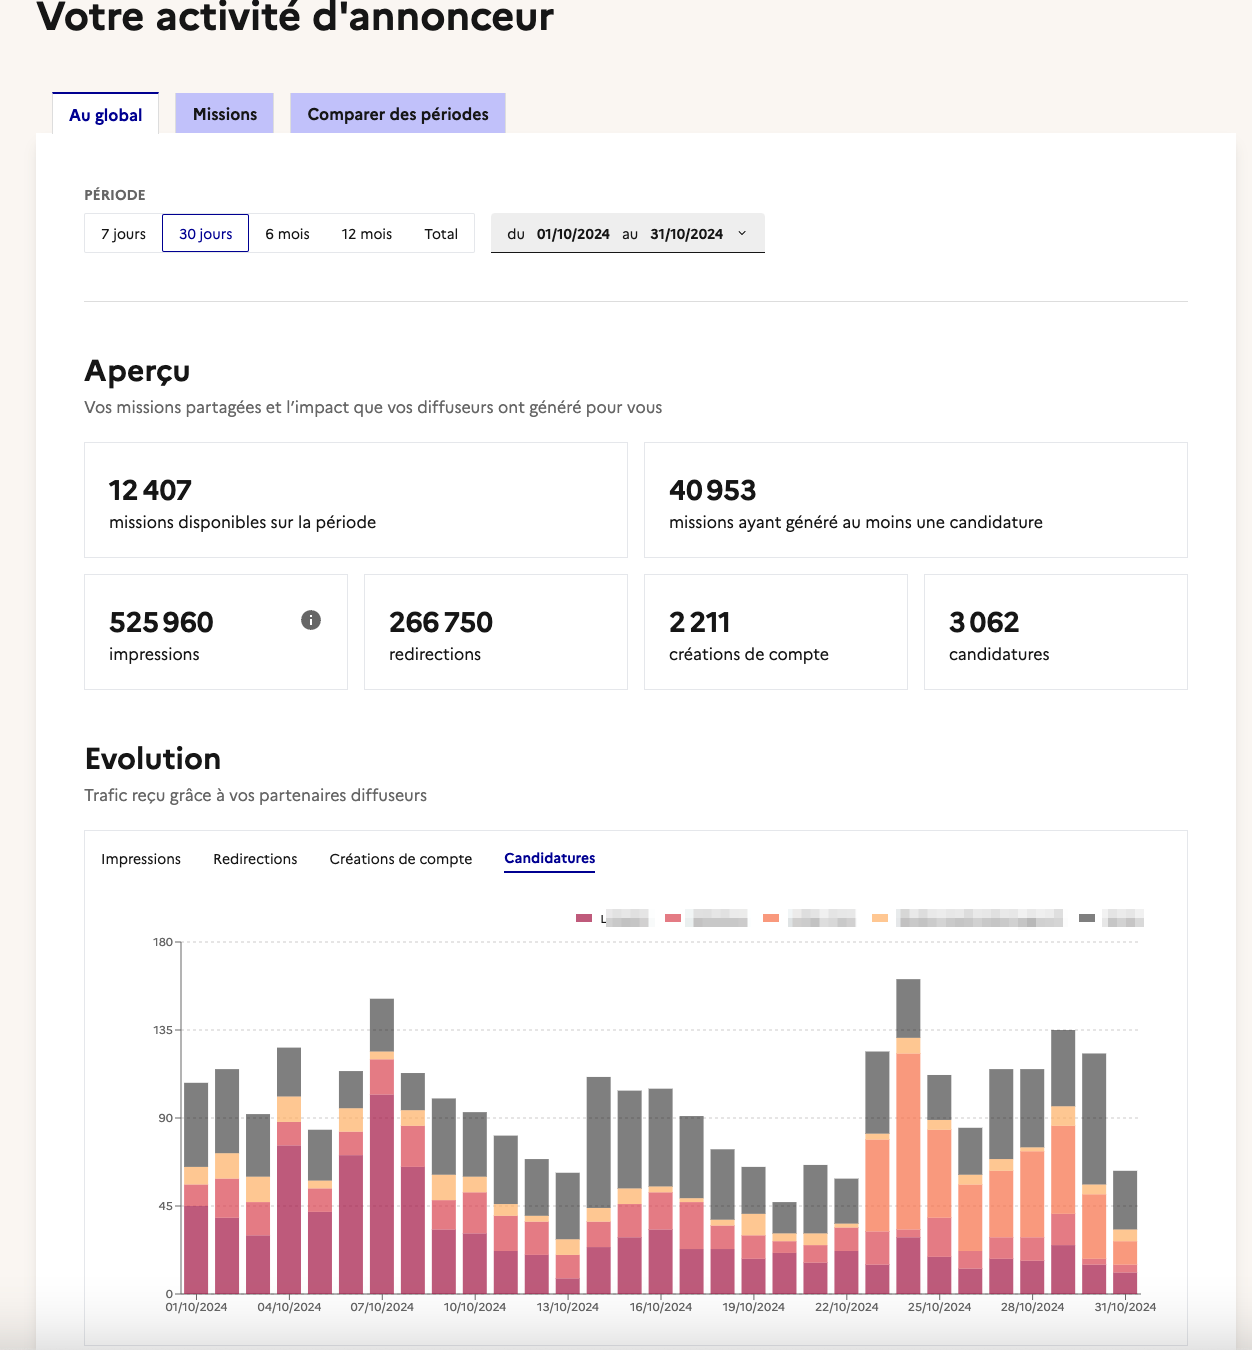 Votre activité d'annonceur
Au global
Missions
Comparer des périodes
PÉRIODE
7 jours
30 jours
6 mois
12 mois
Total
du 01/10/2024 au 31/10/2024
Aperçu
Vos missions partagées et l’impact que vos diffuseurs ont généré pour vous
12 407
missions disponibles sur la période
40 953
missions ayant généré au moins une candidature
525 960
impressions
266 750
redirections
2 211
créations de compte
3 062
candidatures
Evolution
Trafic reçu grâce à vos partenaires diffuseurs
Impressions
Redirections
Créations de compte
Candidatures
180
135
90
45
0
01/10/2024
04/10/2024
07/10/2024
10/10/2024
13/10/2024
16/10/2024
19/10/2024
22/10/2024
25/10/2024
28/10/2024
31/10/2024